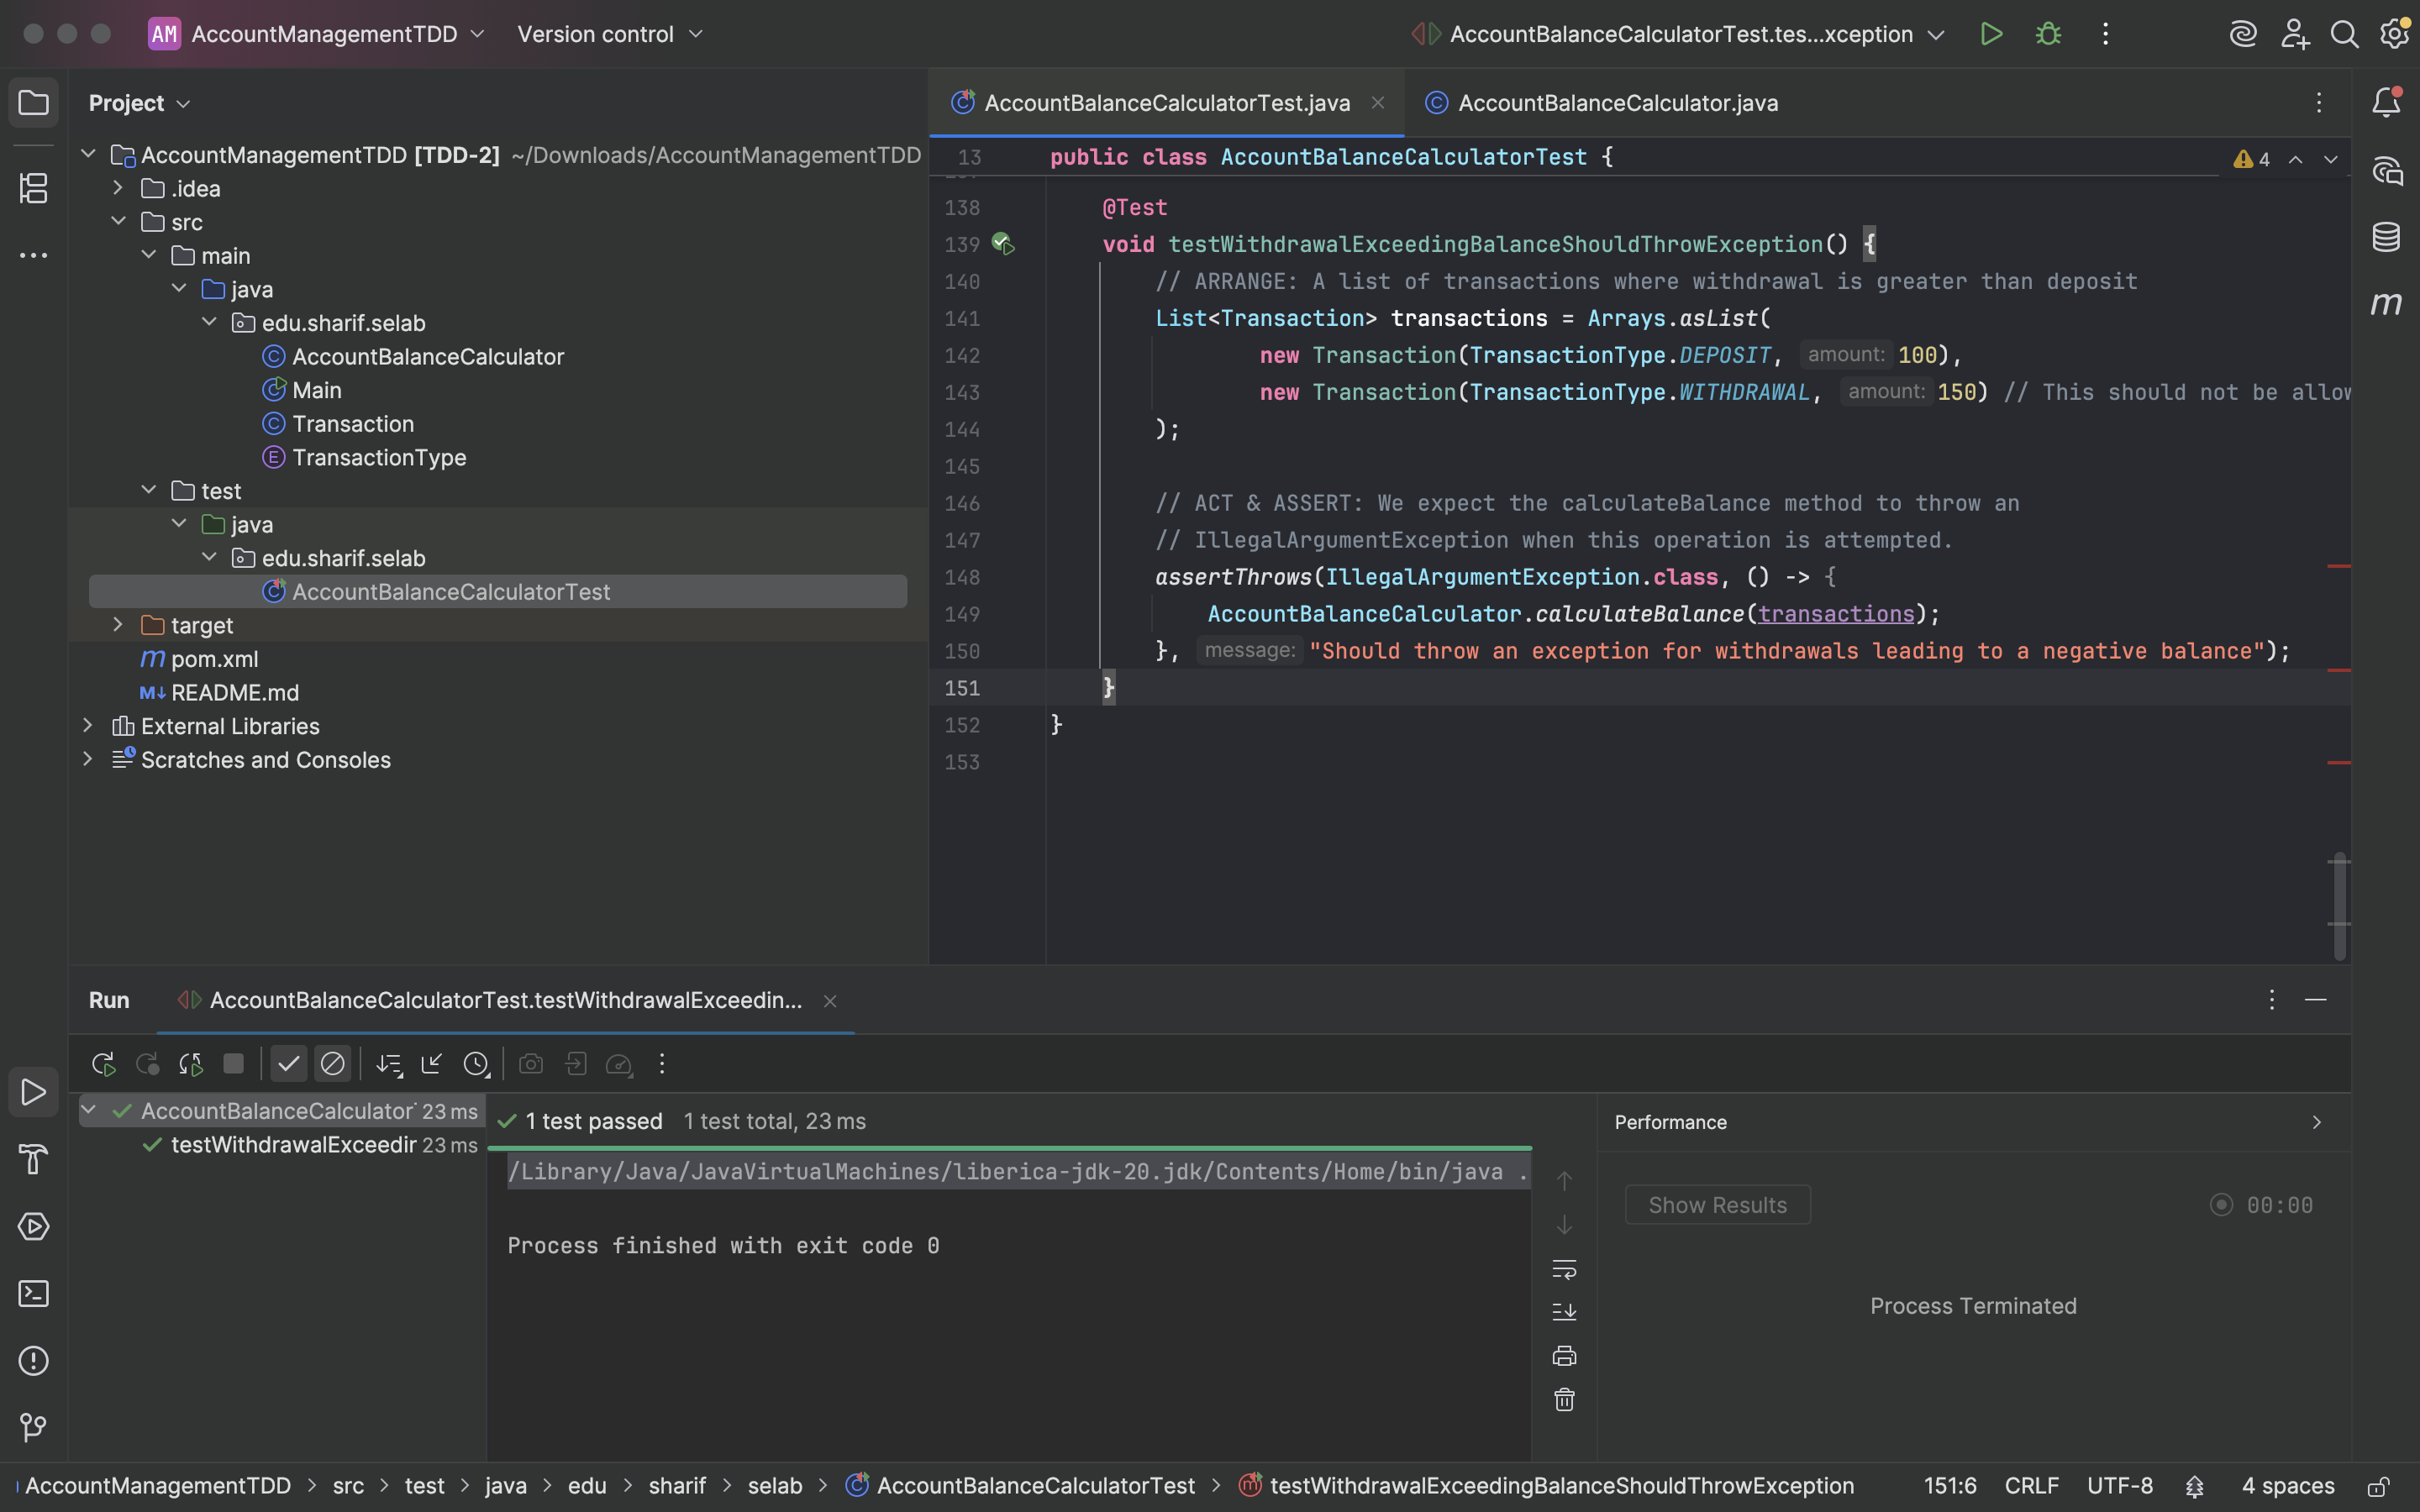 AM AccountManagementTDD Version control AccountBalanceCalculatorTest.tes...xception
Project
AccountManagementTDD [TDD-2] ~/Downloads/AccountManagementTDD
.idea
src
main
java
edu.sharif.selab
AccountBalanceCalculator
Main
Transaction
TransactionType
test
java
edu.sharif.selab
AccountBalanceCalculatorTest
target
pom.xml
README.md
External Libraries
Scratches and Consoles
AccountBalanceCalculatorTest.java AccountBalanceCalculator.java
13 public class AccountBalanceCalculatorTest { 4
138 @Test
139 void testWithdrawalExceedingBalanceShouldThrowException() {
140 // ARRANGE: A list of transactions where withdrawal is greater than deposit
141 List<Transaction> transactions = Arrays.asList(
142 new Transaction(TransactionType.DEPOSIT, amount: 100),
143 new Transaction(TransactionType.WITHDRAWAL, amount: 150) // This should not be allow
144 );
145
146 // ACT & ASSERT: We expect the calculateBalance method to throw an
147 // IllegalArgumentException when this operation is attempted.
148 assertThrows(IllegalArgumentException.class, () -> {
149 AccountBalanceCalculator.calculateBalance(transactions);
150 }, message: "Should throw an exception for withdrawals leading to a negative balance");
151 }
152 }
153
Run AccountBalanceCalculatorTest.testWithdrawalExceedin...
AccountBalanceCalculator 23 ms
testWithdrawalExceedir 23 ms
1 test passed 1 test total, 23 ms
/Library/Java/JavaVirtualMachines/liberica-jdk-20.jdk/Contents/Home/bin/java .
Process finished with exit code 0
Performance
Show Results 00:00
Process Terminated
AccountManagementTDD > src > test > java > edu > sharif > selab > AccountBalanceCalculatorTest > testWithdrawalExceedingBalanceShouldThrowException 151:6 CRLF UTF-8 4 spaces